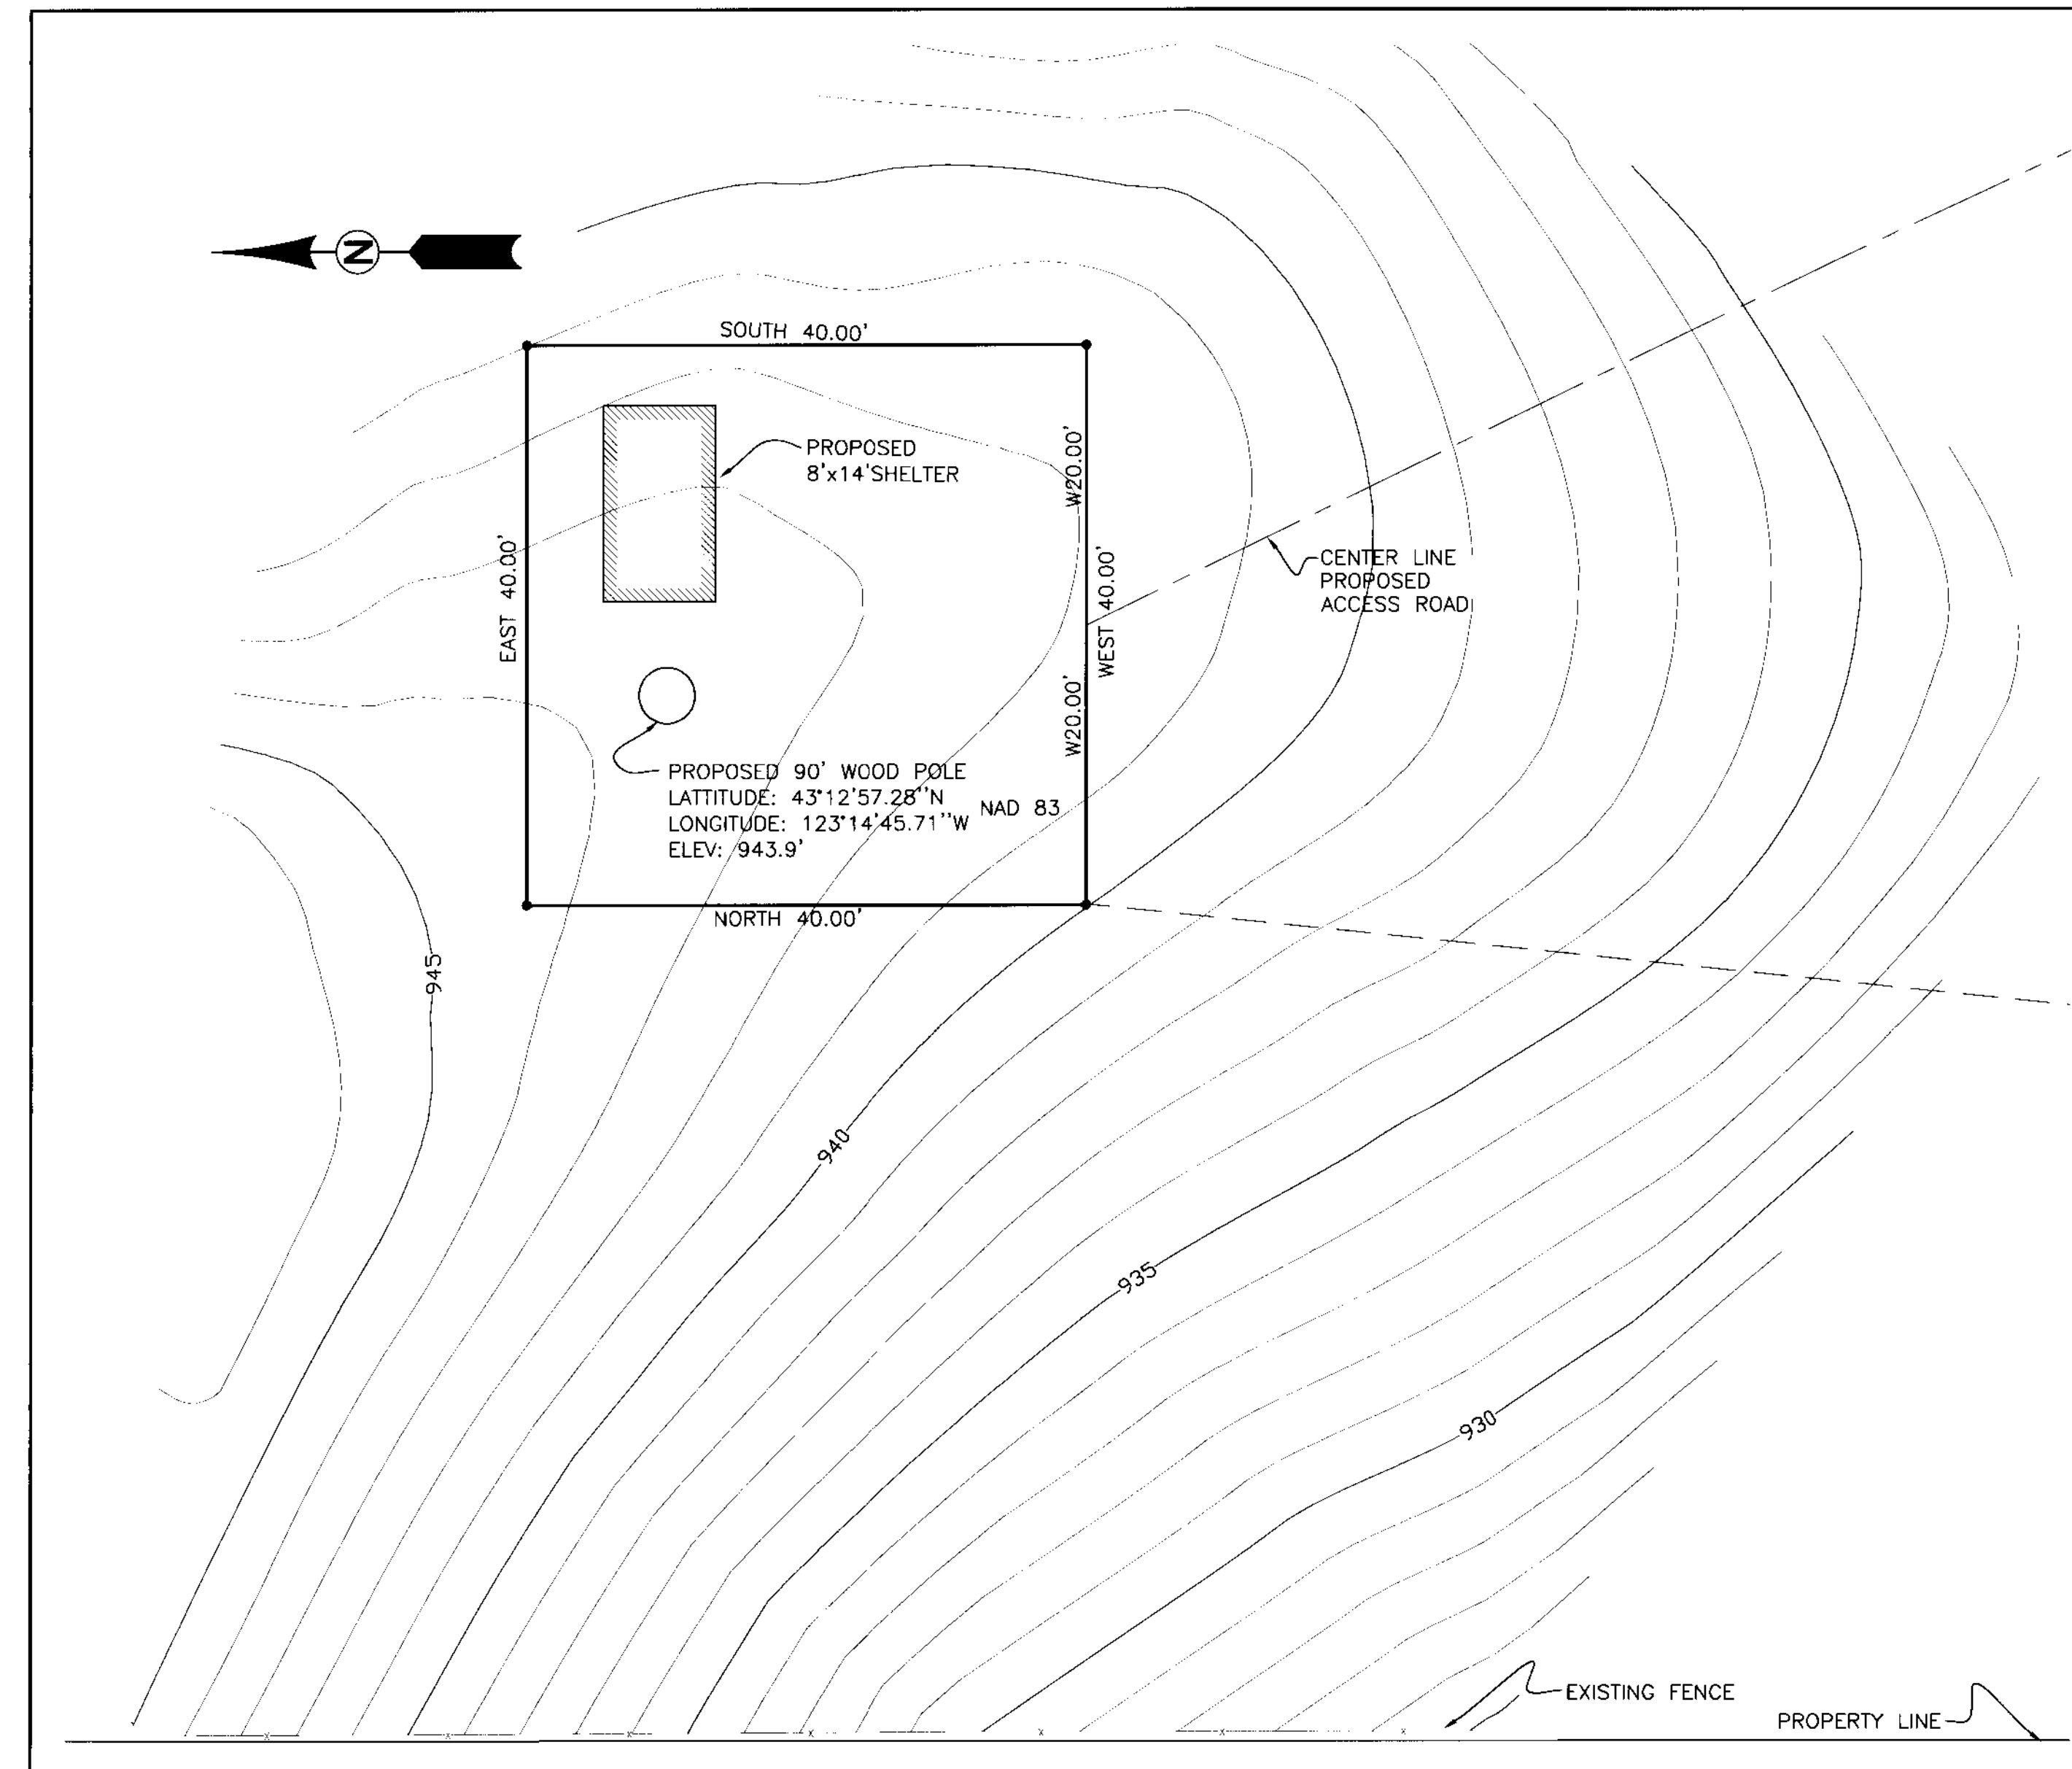 N
SOUTH 40.00'
PROPOSED
8'x14'SHELTER
W20.00'
EAST 40.00'
WEST 40.00'
CENTER LINE
PROPOSED
ACCESS ROAD
W20.00'
PROPOSED 90' WOOD POLE
LATTITUDE: 43°12'57.28''N
LONGITUDE: 123°14'45.71''W
NAD 83
ELEV: 943.9'
NORTH 40.00'
945
940
935
930
EXISTING FENCE
PROPERTY LINE
x x x x x x x